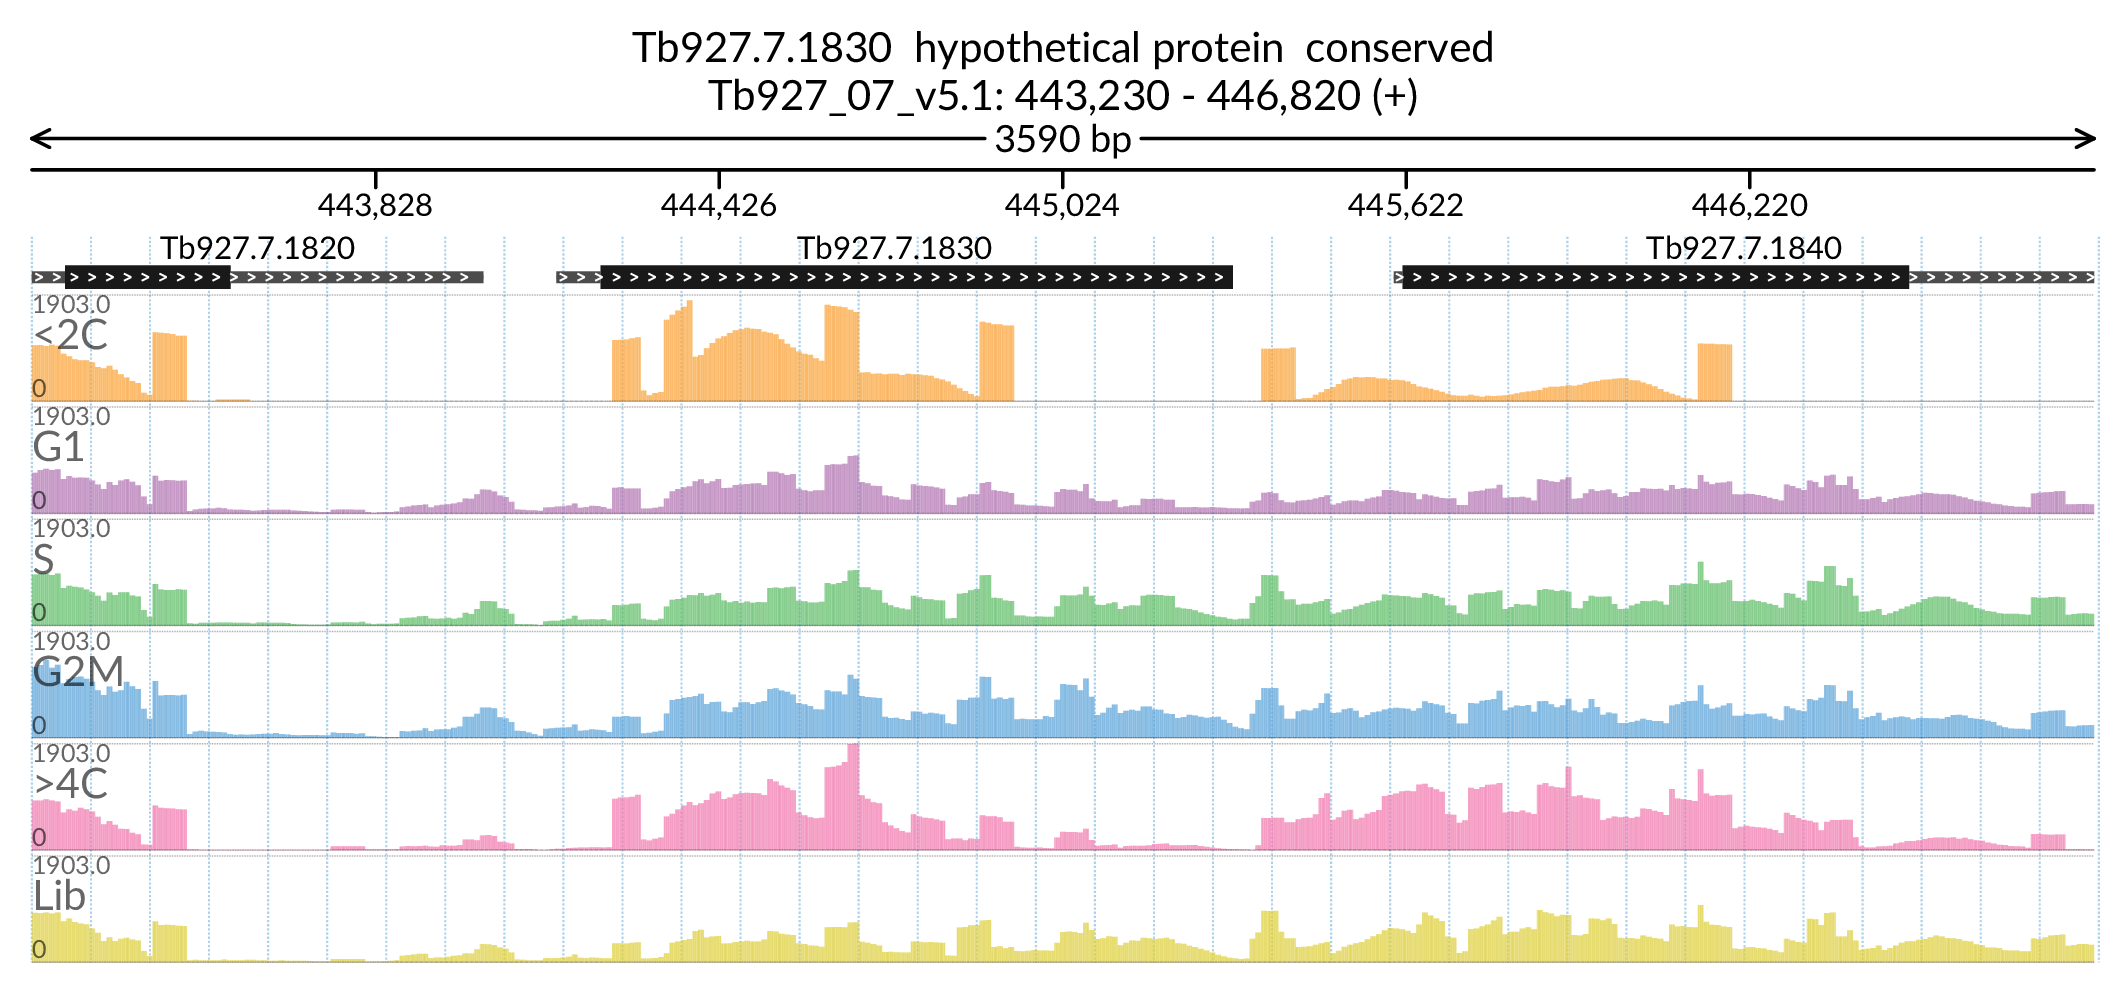 Tb927.7.1830  hypothetical protein  conserved
Tb927_07_v5.1: 443,230 - 446,820 (+)
3590 bp
443,828 444,426 445,024 445,622 446,220
Tb927.7.1820 Tb927.7.1830 Tb927.7.1840
1903.0
<2C
0
1903.0
G1
0
1903.0
S
0
1903.0
G2M
0
1903.0
>4C
0
1903.0
Lib
0